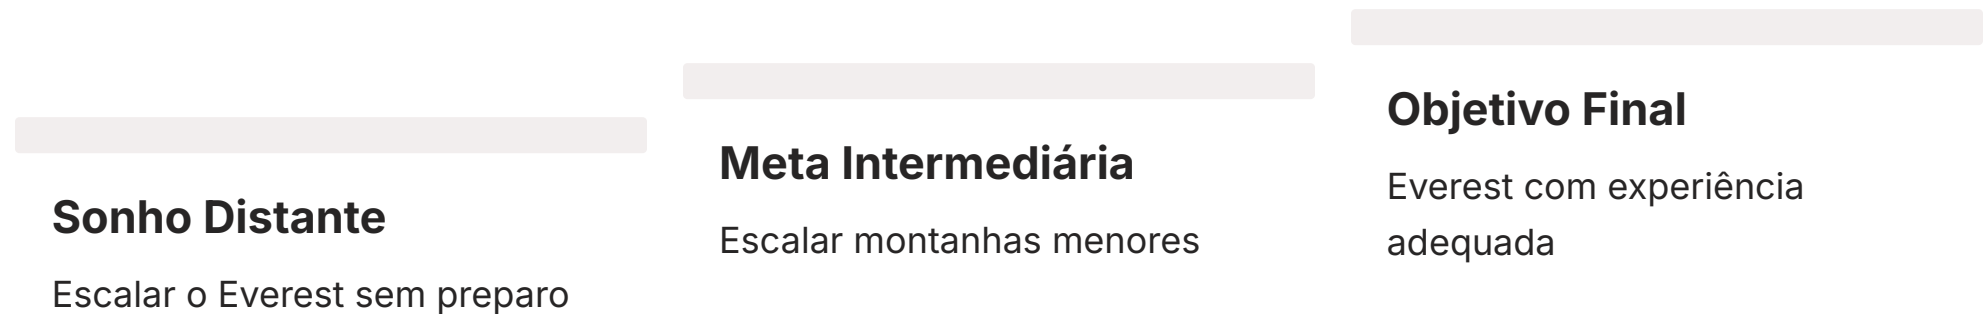 Sonho Distante
Escalar o Everest sem preparo
Meta Intermediária
Escalar montanhas menores
Objetivo Final
Everest com experiência
adequada